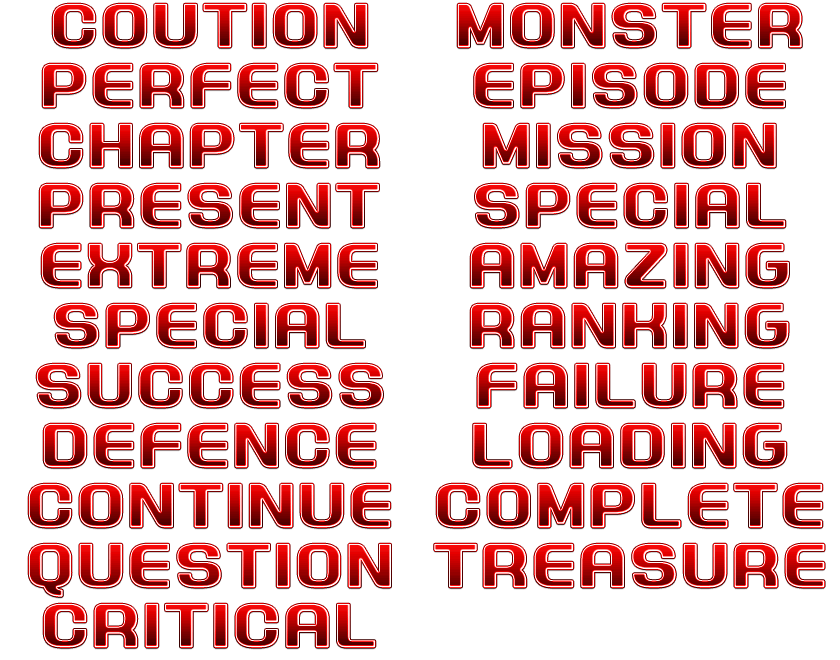 COUTION
PERFECT
CHAPTER
PRESENT
EXTREME
SPECIAL
SUCCESS
DEFENCE
CONTINUE
QUESTION
CRITICAL
MONSTER
EPISODE
MISSION
SPECIAL
AMAZING
RANKING
FAILURE
LOADING
COMPLETE
TREASURE